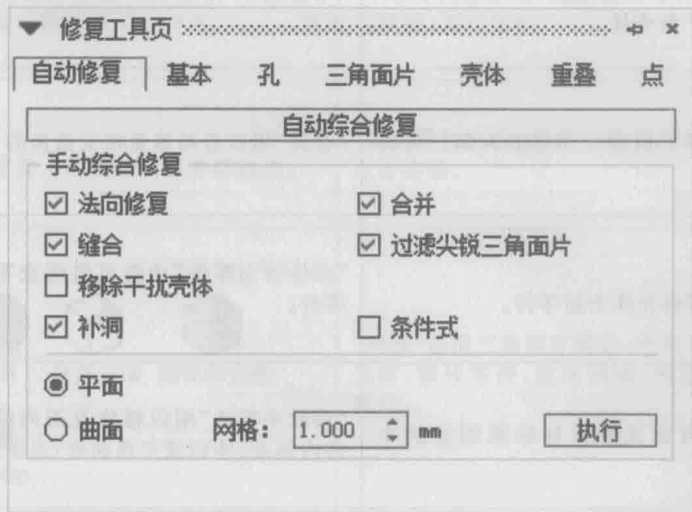 修复工具页
自动修复 基本 孔 三角面片 壳体 重叠 点
自动综合修复
手动综合修复
法向修复 合并
缝合 过滤尖锐三角面片
移除干扰壳体
补洞 条件式
平面
曲面 网格: 1.000 mm 执行